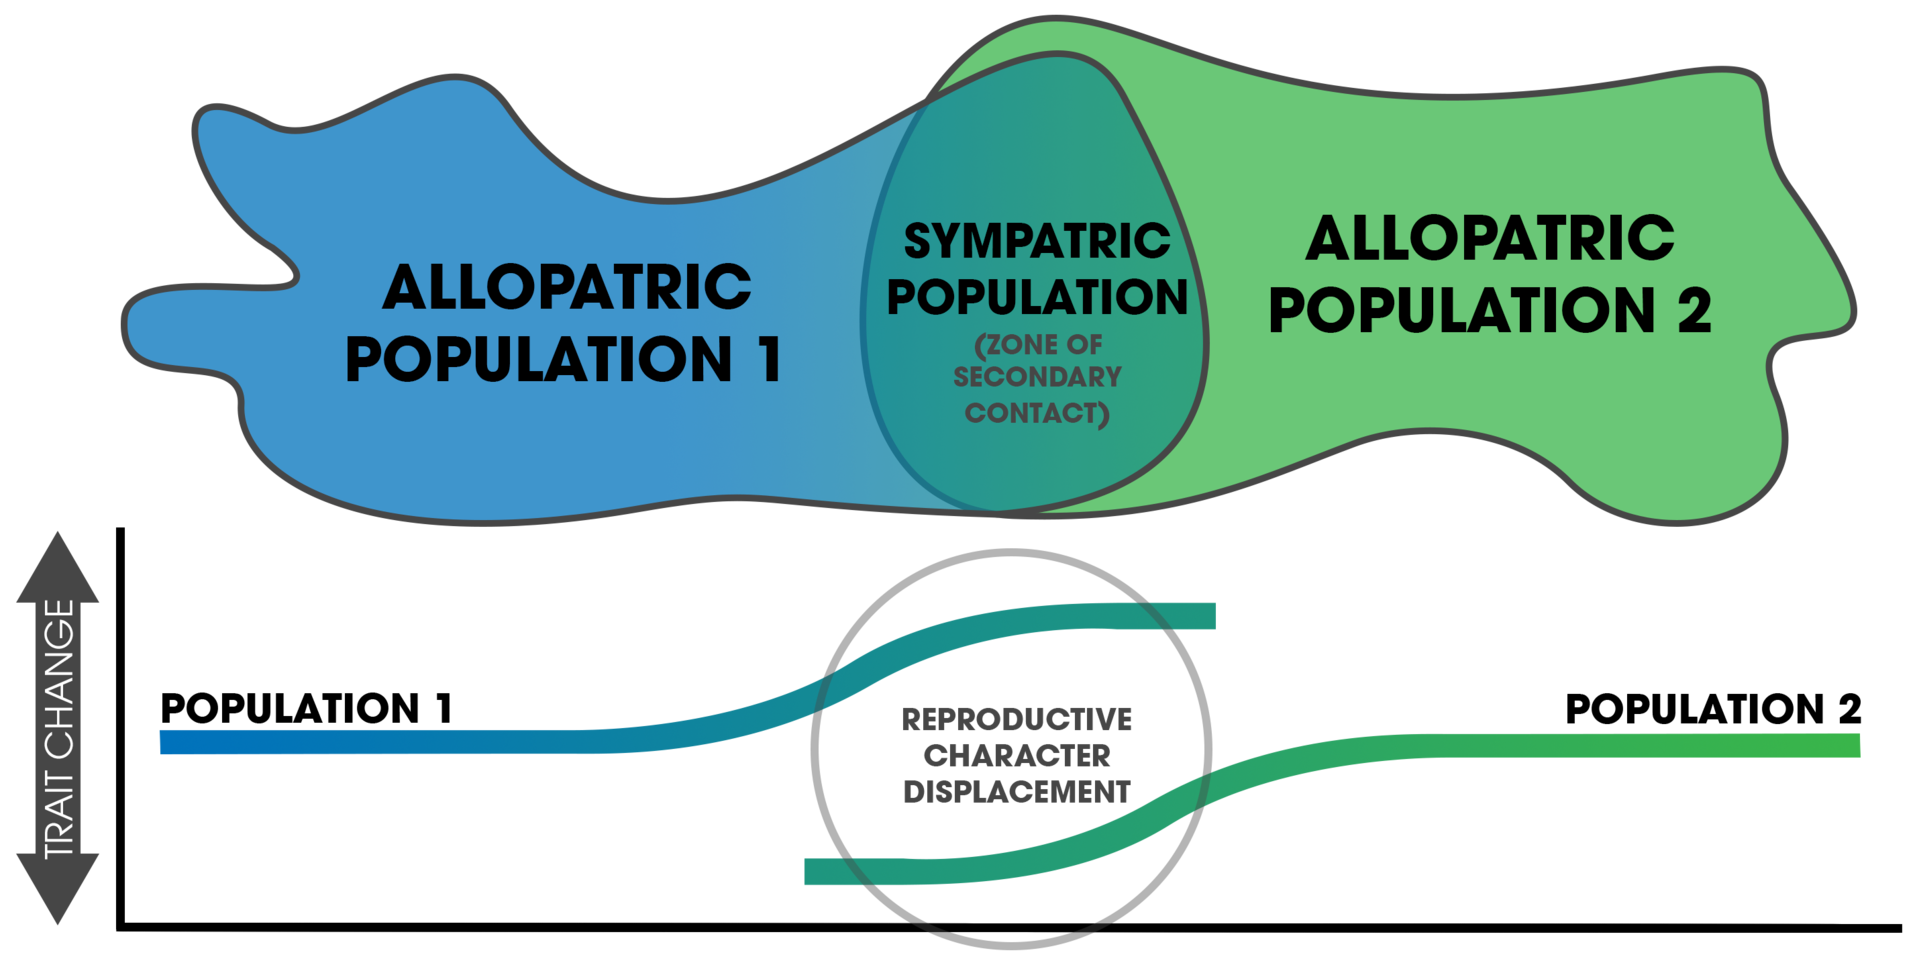 ALLOPATRIC
POPULATION 1
SYMPATRIC
POPULATION
(ZONE OF
SECONDARY
CONTACT)
ALLOPATRIC
POPULATION 2
TRAIT CHANGE
POPULATION 1
REPRODUCTIVE
CHARACTER
DISPLACEMENT
POPULATION 2